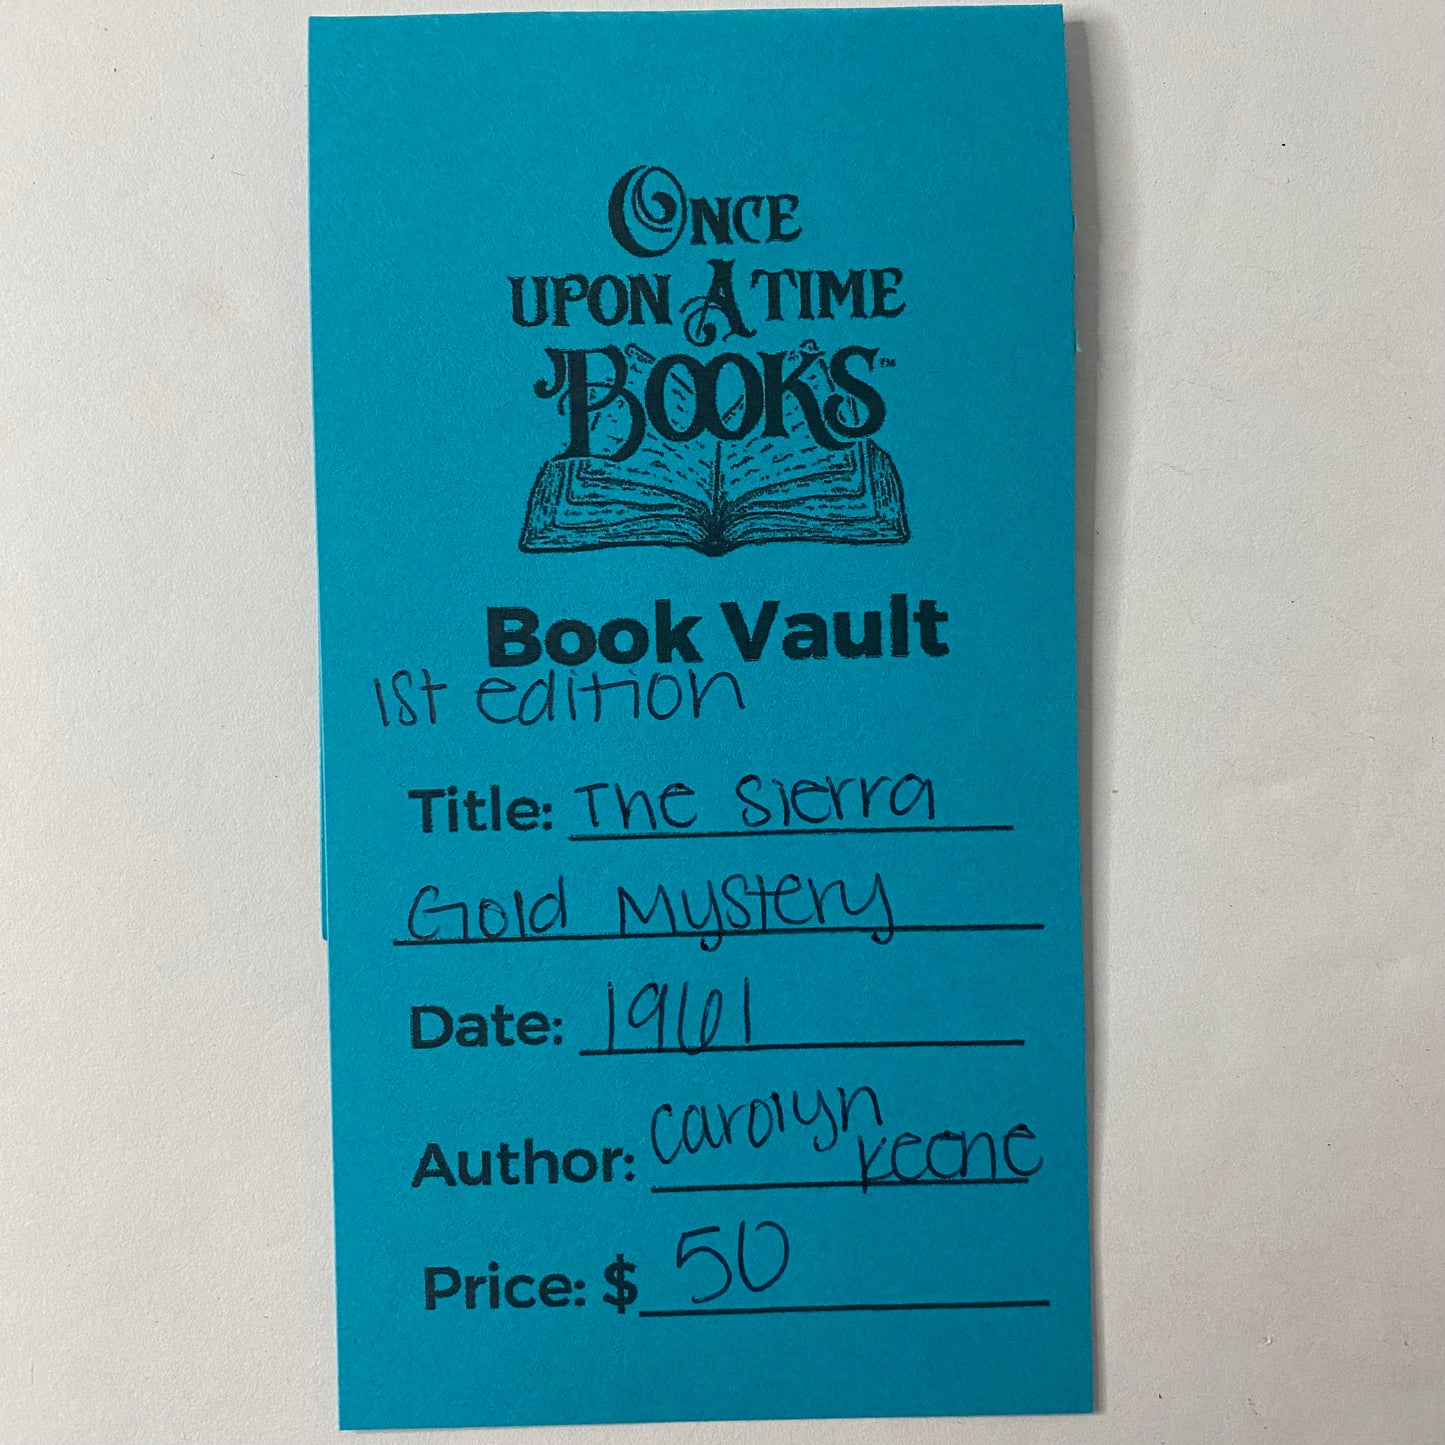 ONCE
UPON A TIME
BOOKS™
Book Vault
1st edition
Title: The Sierra
Gold Mystery
Date: 1961
Author: Carolyn
Keene
Price: $ 50